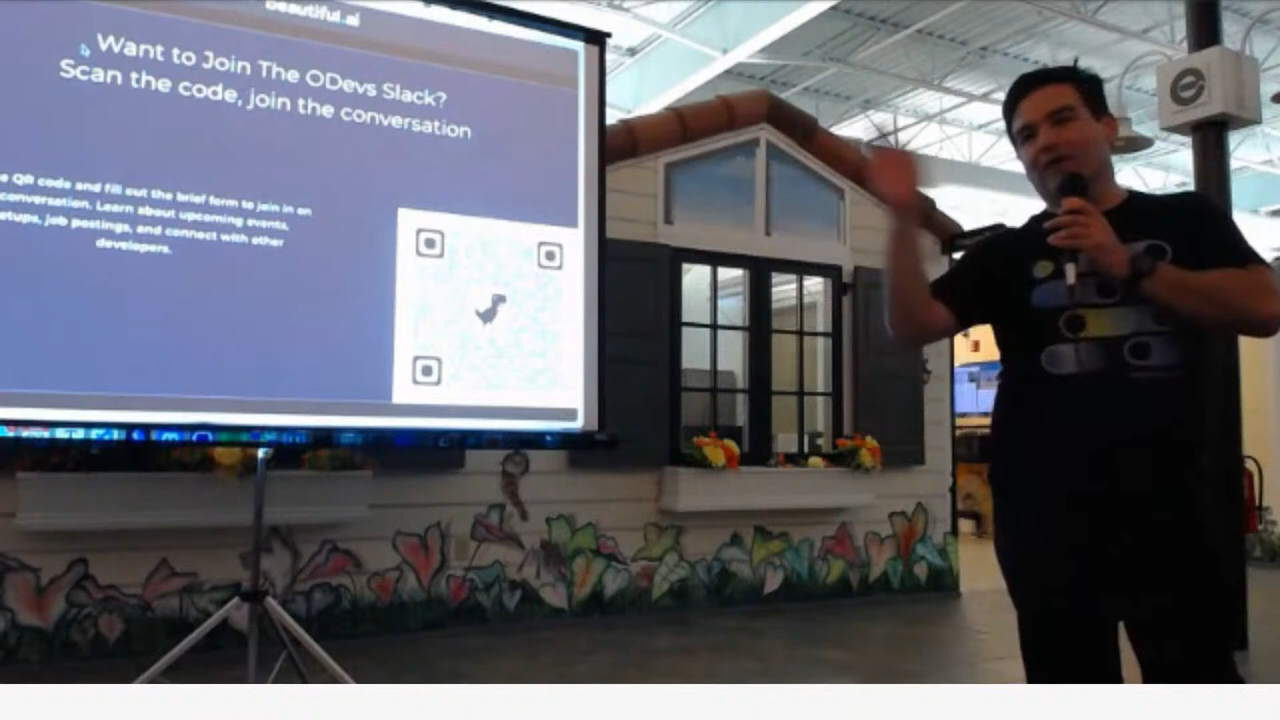 beautiful.ai
Want to Join The ODevs Slack?
Scan the code, join the conversation
e QR code and fill out the brief form to join in on
conversation. Learn about upcoming events,
etups, job postings, and connect with other
developers.